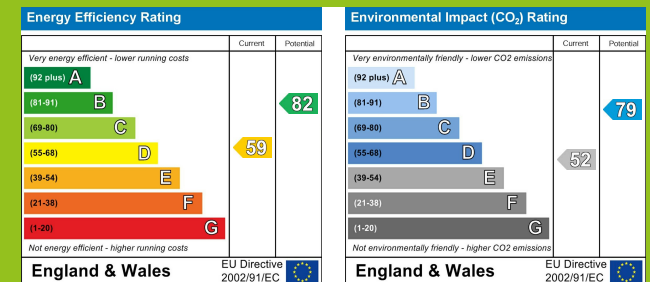 Energy Efficiency Rating
Current
Potential
Very energy efficient - lower running costs
(92 plus) A
(81-91) B
(69-80) C
(55-68) D
(39-54) E
(21-38) F
(1-20) G
59
82
Not energy efficient - higher running costs
England & Wales
EU Directive
2002/91/EC
Environmental Impact (CO₂) Rating
Current
Potential
Very environmentally friendly - lower CO2 emissions
(92 plus) A
(81-91) B
(69-80) C
(55-68) D
(39-54) E
(21-38) F
(1-20) G
52
79
Not environmentally friendly - higher CO2 emissions
England & Wales
EU Directive
2002/91/EC